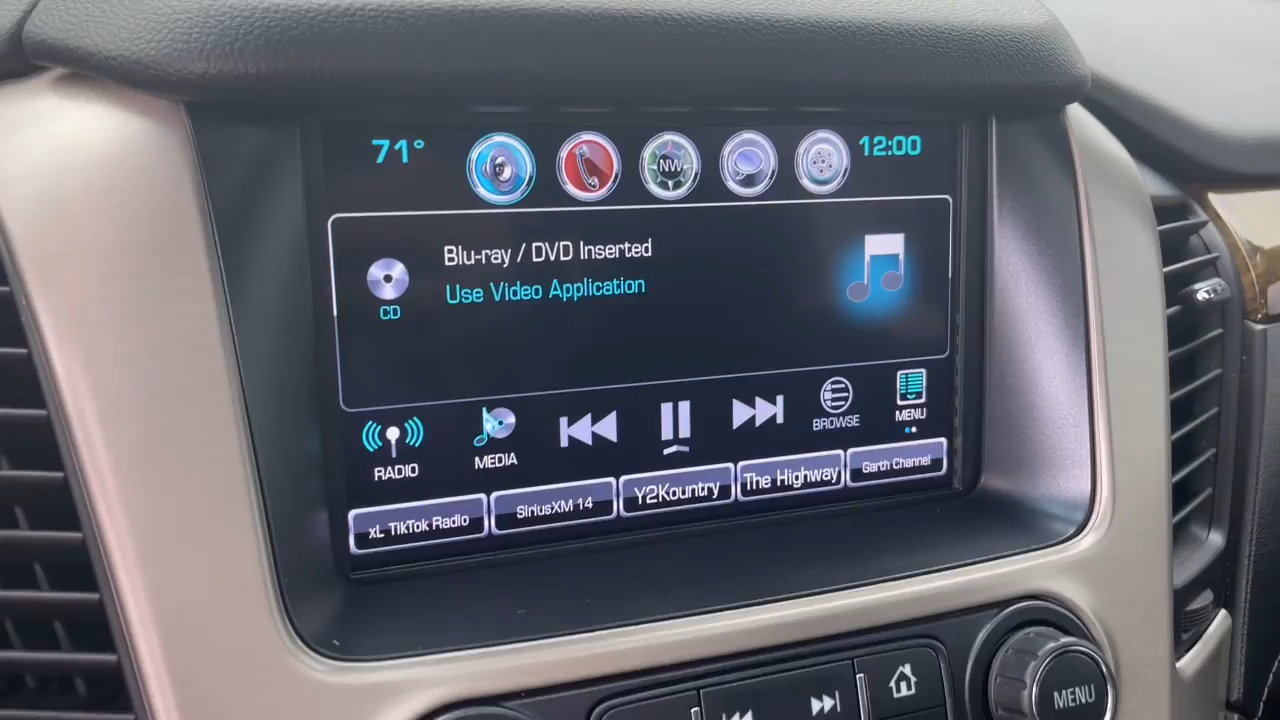 71°
NW
12:00
Blu-ray / DVD Inserted
CD
Use Video Application
RADIO
MEDIA
BROWSE
MENU
xL TikTok Radio
SiriusXM 14
Y2Kountry
The Highway
Garth Channel
MENU